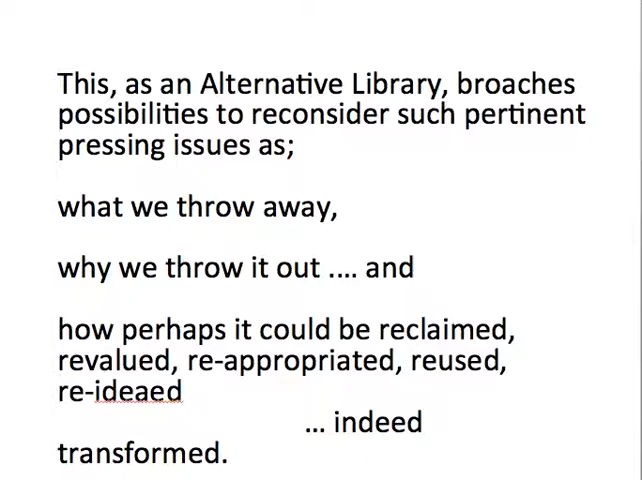 This, as an Alternative Library, broaches
possibilities to reconsider such pertinent
pressing issues as;
what we throw away,
why we throw it out .... and
how perhaps it could be reclaimed,
revalued, re-appropriated, reused,
re-ideaed
... indeed
transformed.